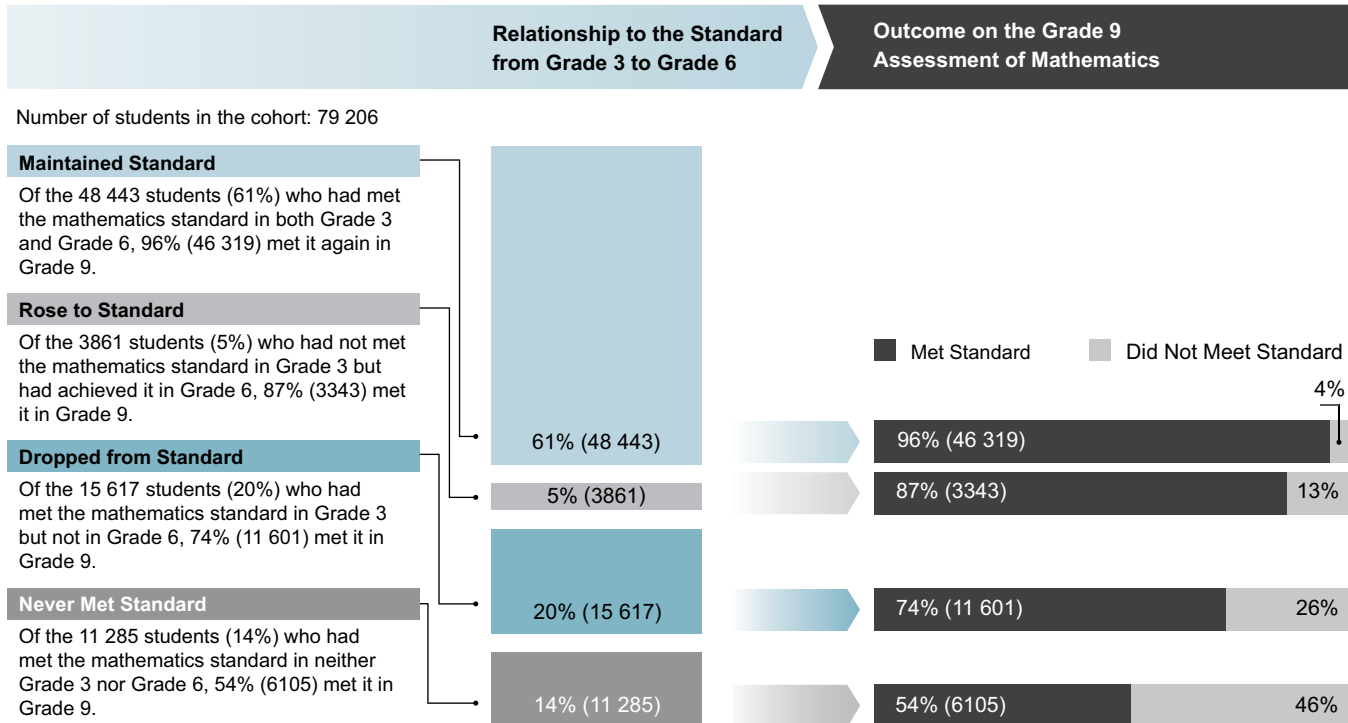 Relationship to the Standard
from Grade 3 to Grade 6
Outcome on the Grade 9
Assessment of Mathematics
Number of students in the cohort: 79 206
Maintained Standard
Of the 48 443 students (61%) who had met
the mathematics standard in both Grade 3
and Grade 6, 96% (46 319) met it again in
Grade 9.
Rose to Standard
Of the 3861 students (5%) who had not met
the mathematics standard in Grade 3 but
had achieved it in Grade 6, 87% (3343) met
it in Grade 9.
Dropped from Standard
Of the 15 617 students (20%) who had
met the mathematics standard in Grade 3
but not in Grade 6, 74% (11 601) met it in
Grade 9.
Never Met Standard
Of the 11 285 students (14%) who had
met the mathematics standard in neither
Grade 3 nor Grade 6, 54% (6105) met it in
Grade 9.
61% (48 443)
5% (3861)
20% (15 617)
14% (11 285)
Met Standard
Did Not Meet Standard
4%
96% (46 319)
87% (3343)
13%
74% (11 601)
26%
54% (6105)
46%